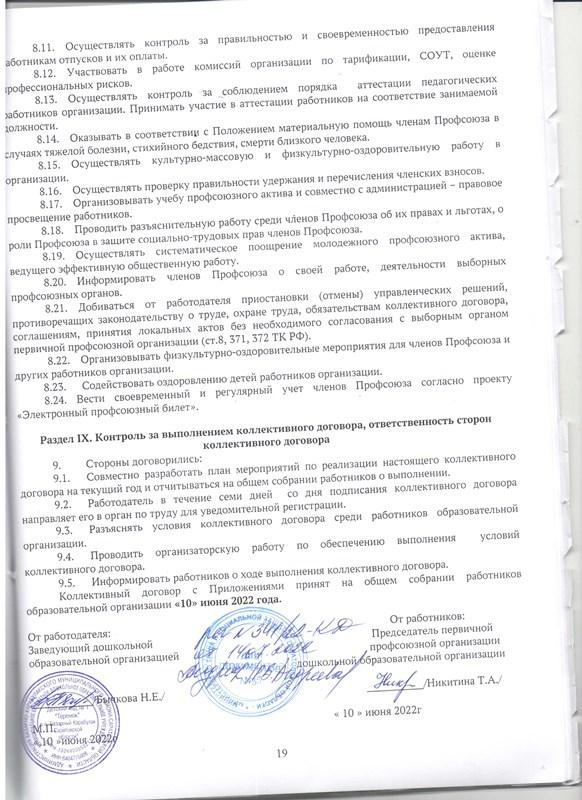 8.11. Осуществлять контроль за правильностью и своевременностью предоставления
работникам отпусков и их оплаты.
8.12. Участвовать в работе комиссий организации по тарификации, СОУТ, оценке
профессиональных рисков.
8.13. Осуществлять контроль за соблюдением порядка аттестации педагогических
работников организации. Принимать участие в аттестации работников на соответствие занимаемой
должности.
8.14. Оказывать в соответствии с Положением материальную помощь членам Профсоюза в
случаях тяжелой болезни, стихийного бедствия, смерти близкого человека.
8.15. Осуществлять культурно-массовую и физкультурно-оздоровительную работу в
организации.
8.16. Осуществлять проверку правильности удержания и перечисления членских взносов.
8.17. Организовывать учебу профсоюзного актива и совместно с администрацией – правовое
просвещение работников.
8.18. Проводить разъяснительную работу среди членов Профсоюза об их правах и льготах, о
роли Профсоюза в защите социально-трудовых прав членов Профсоюза.
8.19. Осуществлять систематическое поощрение молодежного профсоюзного актива,
ведущего эффективную общественную работу.
8.20. Информировать членов Профсоюза о своей работе, деятельности выборных
профсоюзных органов.
8.21. Добиваться от работодателя приостановки (отмены) управленческих решений,
противоречащих законодательству о труде, охране труда, обязательствам коллективного договора,
соглашениям, принятия локальных актов без необходимого согласования с выборным органом
первичной профсоюзной организации (ст.8, 371, 372 ТК РФ).
8.22. Организовывать физкультурно-оздоровительные мероприятия для членов Профсоюза и
других работников организации.
8.23. Содействовать оздоровлению детей работников организации.
8.24. Вести своевременный и регулярный учет членов Профсоюза согласно проекту
«Электронный профсоюзный билет».
Раздел IX. Контроль за выполнением коллективного договора, ответственность сторон
коллективного договора
9. Стороны договорились:
9.1. Совместно разработать план мероприятий по реализации настоящего коллективного
договора на текущий год и отчитываться на общем собрании работников о выполнении.
9.2. Работодатель в течение семи дней со дня подписания коллективного договора
направляет его в орган по труду для уведомительной регистрации.
9.3. Разъяснять условия коллективного договора среди работников образовательной
организации.
9.4. Проводить организаторскую работу по обеспечению выполнения условий
коллективного договора.
9.5. Информировать работников о ходе выполнения коллективного договора.
Коллективный договор с Приложениями принят на общем собрании работников
образовательной организации «10» июня 2022 года.
От работодателя:
Заведующий дошкольной
образовательной организацией
/Бычкова Н.Е./
М.П.
«10 »июня 2022г
От работников:
Председатель первичной
профсоюзной организации
дошкольной образовательной организации
/Никитина Т.А./
« 10 » июня 2022г
19